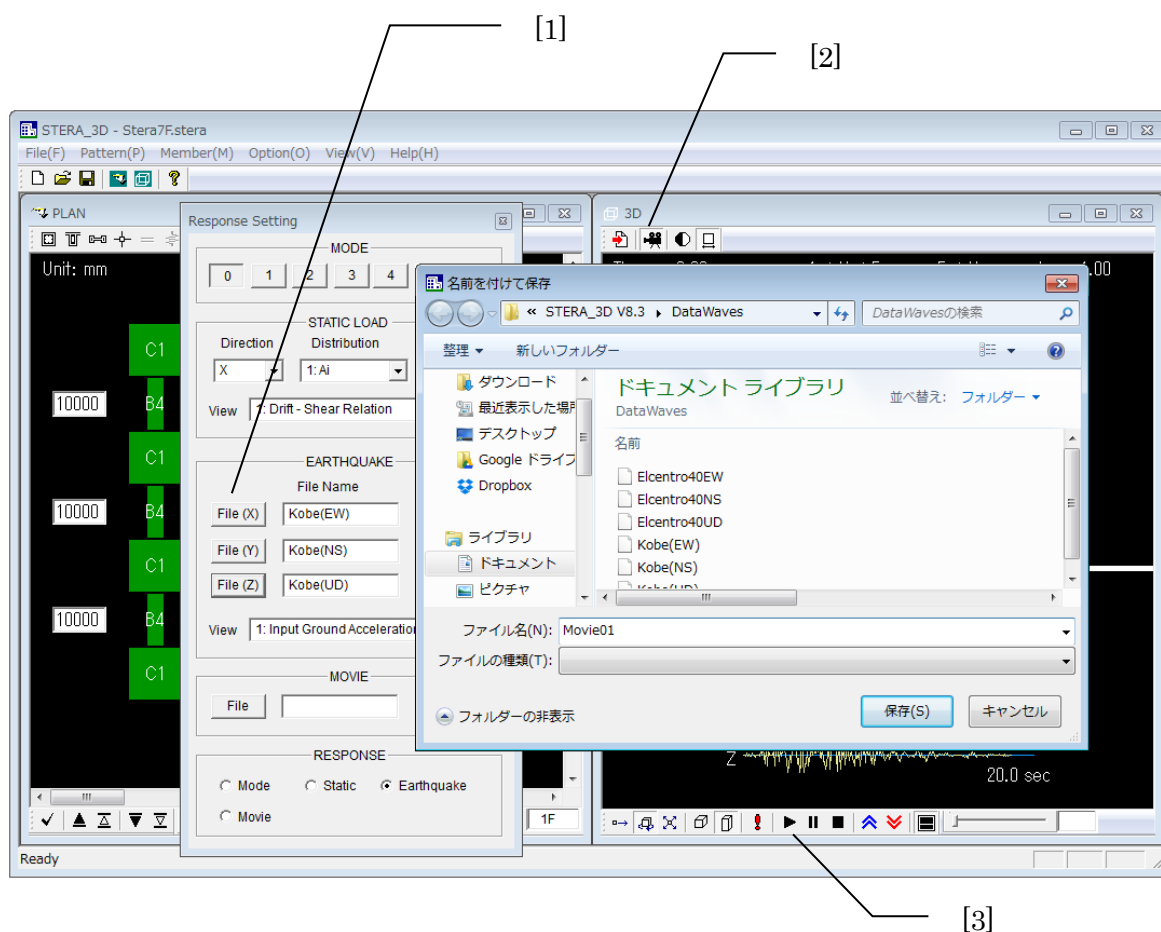 [1]
[2]
STERA_3D - Stera7F.stera
File(F) Pattern(P) Member(M) Option(O) View(V) Help(H)
PLAN
Unit: mm
C1
10000 B4
C1
10000 B4
C1
10000 B4
C1
1F
Response Setting
MODE
0 1 2 3 4
STATIC LOAD
Direction Distribution
X 1: Ai
View 1: Drift - Shear Relation
EARTHQUAKE
File Name
File (X) Kobe(EW)
File (Y) Kobe(NS)
File (Z) Kobe(UD)
View 1: Input Ground Acceleration
MOVIE
File
RESPONSE
Mode Static Earthquake
Movie
3D
.00
名前を付けて保存
« STERA_3D V8.3 DataWaves DataWavesの検索
整理 新しいフォルダー
ダウンロード
最近表示した場所
デスクトップ
Google ドライブ
Dropbox
ライブラリ
ドキュメント
ピクチャ
ドキュメント ライブラリ
DataWaves
並べ替え: フォルダー
名前
Elcentro40EW
Elcentro40NS
Elcentro40UD
Kobe(EW)
Kobe(NS)
Kobe(UD)
ファイル名(N): Movie01
ファイルの種類(T):
フォルダーの非表示 保存(S) キャンセル
Z
20.0 sec
Ready
[3]